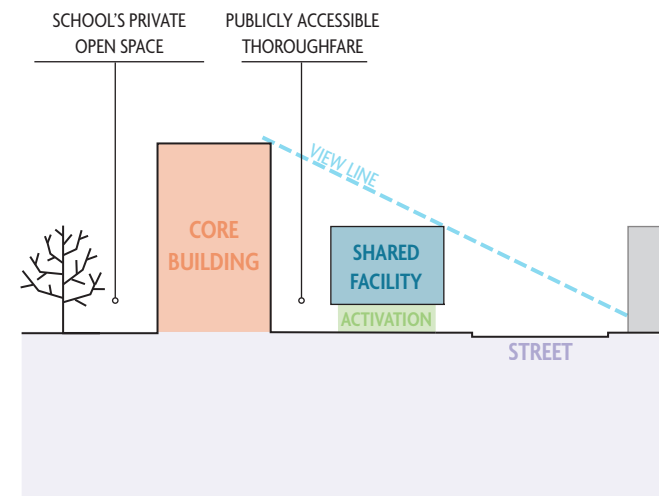 SCHOOL'S PRIVATE
OPEN SPACE
PUBLICLY ACCESSIBLE
THOROUGHFARE
VIEW LINE
CORE
BUILDING
SHARED
FACILITY
ACTIVATION
STREET